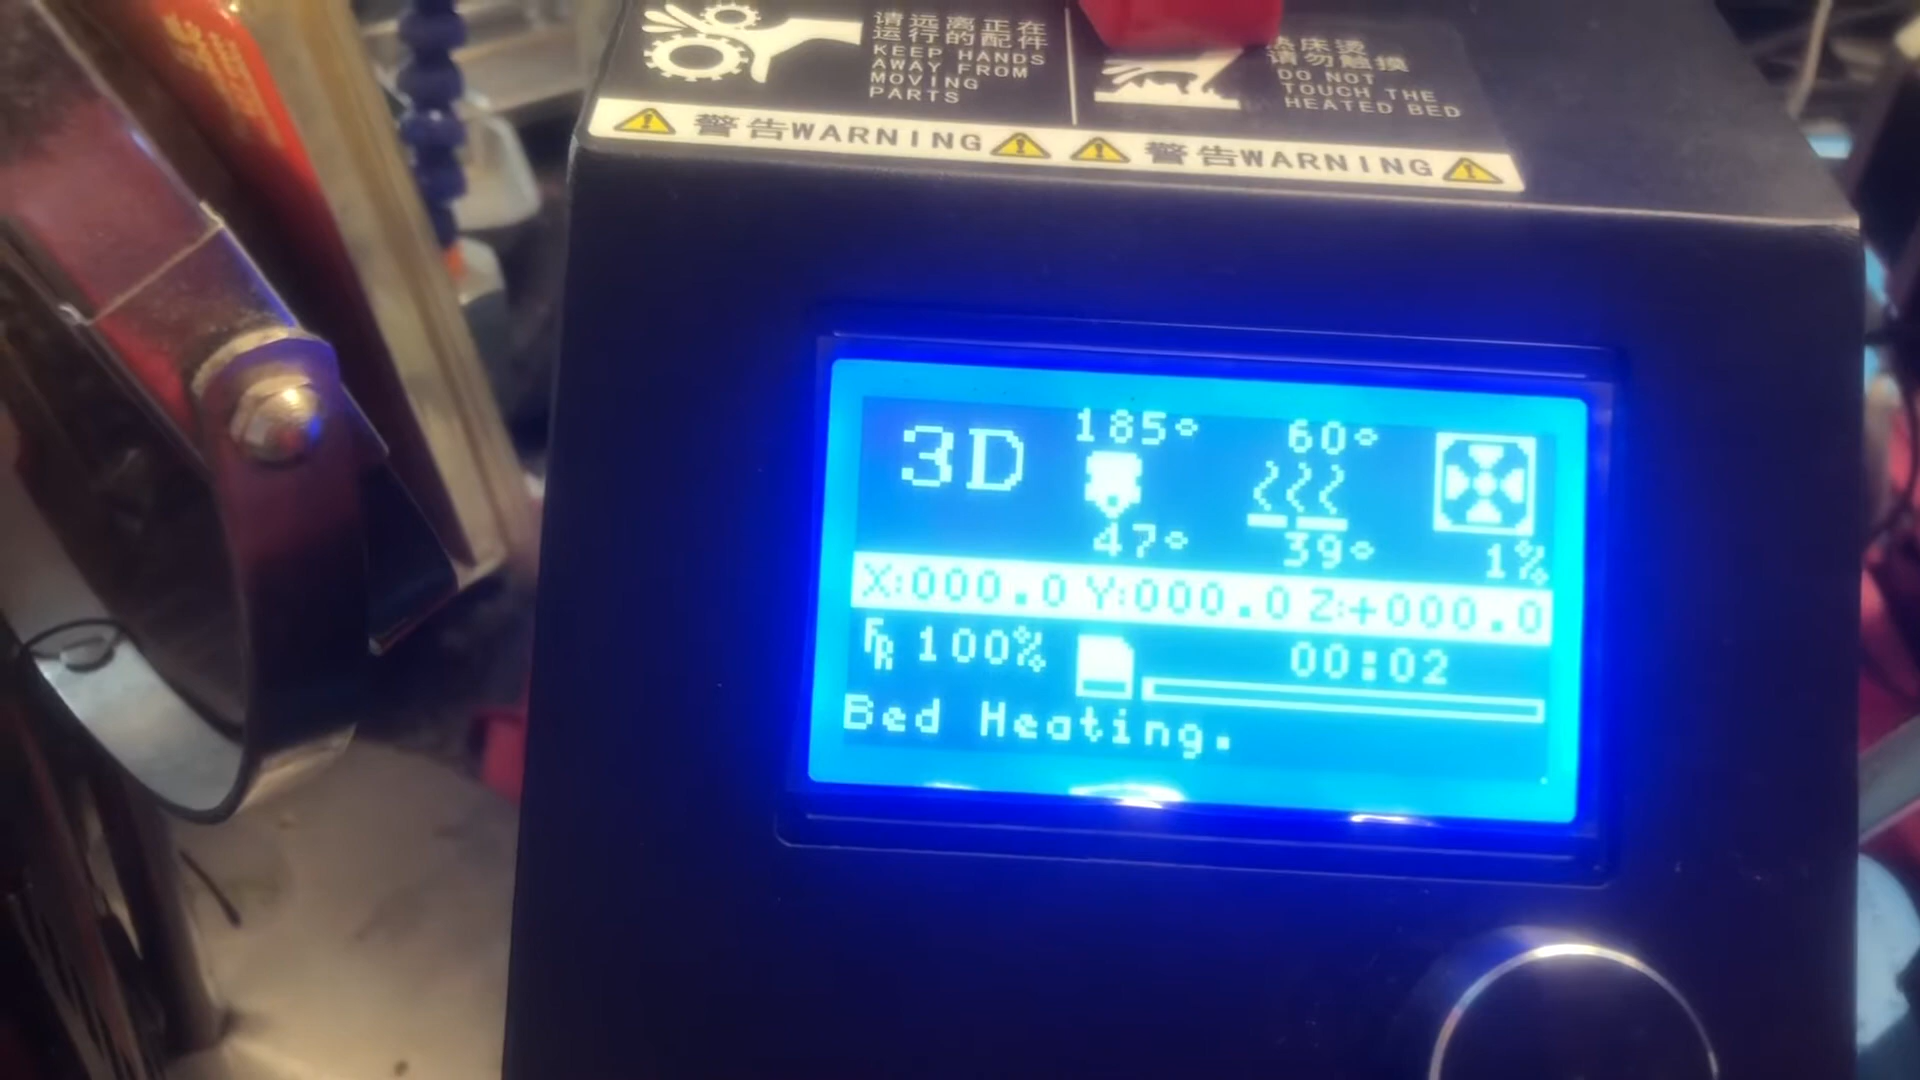 请远离正在
运行的配件
KEEP HANDS
AWAY FROM
MOVING
PARTS
热床烫
请勿触摸
DO NOT
TOUCH THE
HEATED BED
警告WARNING
警告WARNING
3D
185°
60°
47°
39°
1%
X:000.0 Y:000.0 Z:+000.0
FR 100%
00:02
Bed Heating.